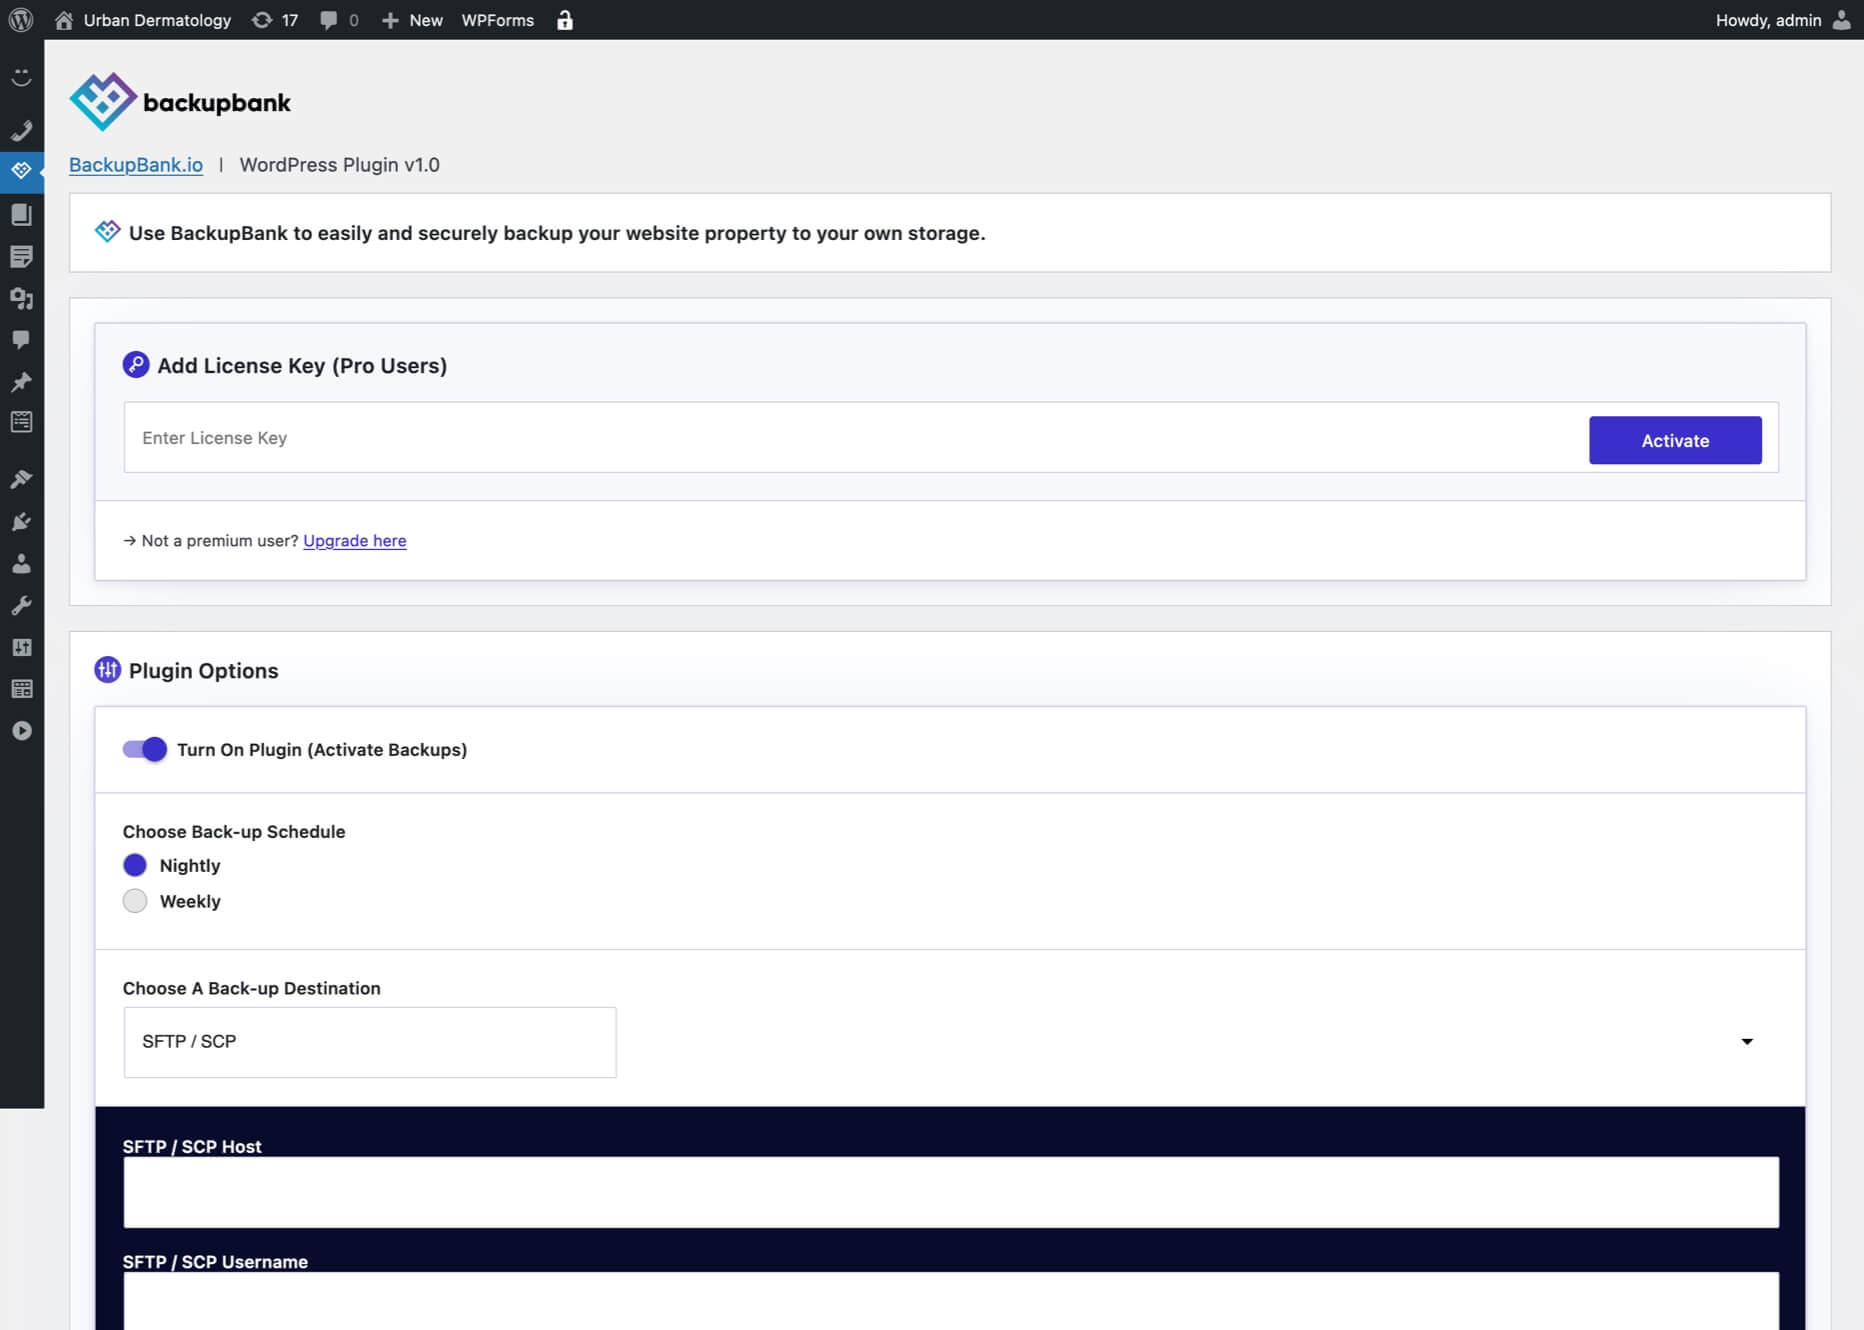 Urban Dermatology 17 0 New WPForms Howdy, admin
backupbank
BackupBank.io | WordPress Plugin v1.0
Use BackupBank to easily and securely backup your website property to your own storage.
Add License Key (Pro Users)
Enter License Key Activate
→ Not a premium user? Upgrade here
Plugin Options
Turn On Plugin (Activate Backups)
Choose Back-up Schedule
Nightly
Weekly
Choose A Back-up Destination
SFTP / SCP
SFTP / SCP Host
SFTP / SCP Username